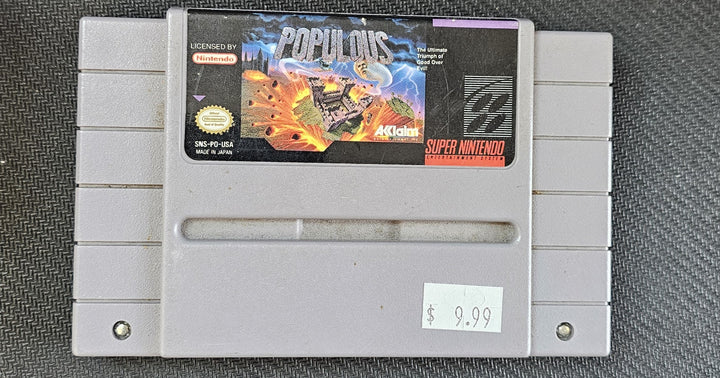 POPULOUS
LICENSED BY
Nintendo
The Ultimate
Triumph of
Good Over
Evil!
SNS-PO-USA
MADE IN JAPAN
AKclaim
SUPER NINTENDO
ENTERTAINMENT SYSTEM
$ 9.99